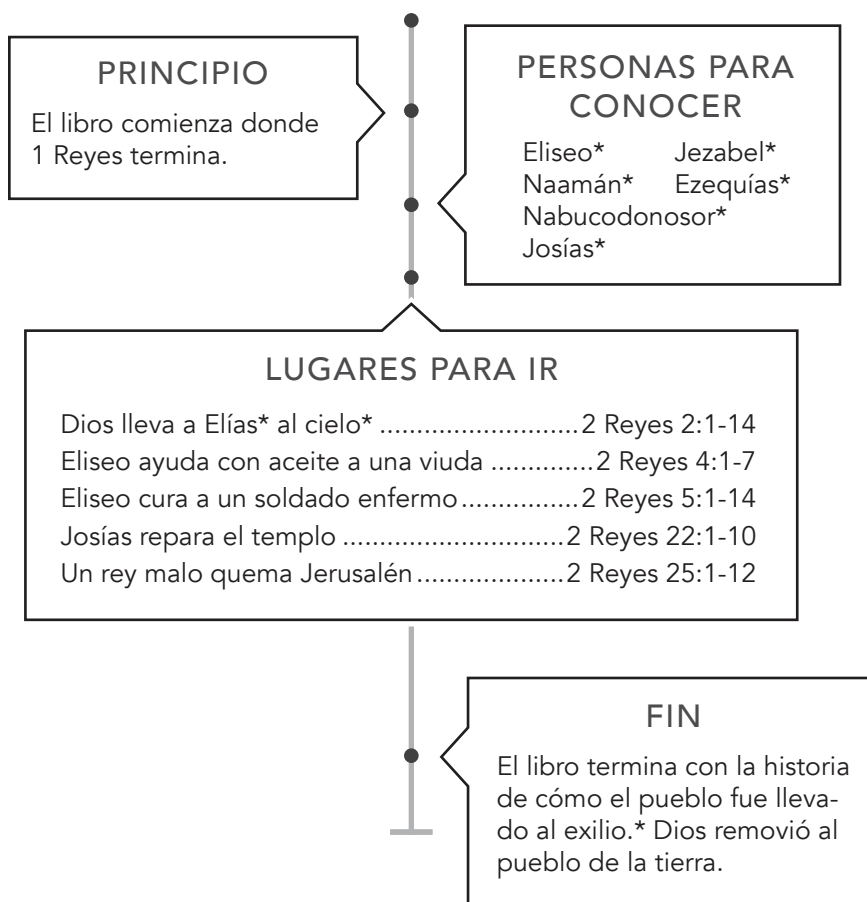 PRINCIPIO
El libro comienza donde
1 Reyes termina.
PERSONAS PARA
CONOCER
Eliseo* Jezabel*
Naamán* Ezequías*
Nabucodonosor*
Josías*
LUGARES PARA IR
Dios lleva a Elías* al cielo* ...........................2 Reyes 2:1-14
Eliseo ayuda con aceite a una viuda ..............2 Reyes 4:1-7
Eliseo cura a un soldado enfermo.................2 Reyes 5:1-14
Josías repara el templo ..............................2 Reyes 22:1-10
Un rey malo quema Jerusalén.....................2 Reyes 25:1-12
FIN
El libro termina con la historia
de cómo el pueblo fue lleva-
do al exilio.* Dios removió al
pueblo de la tierra.